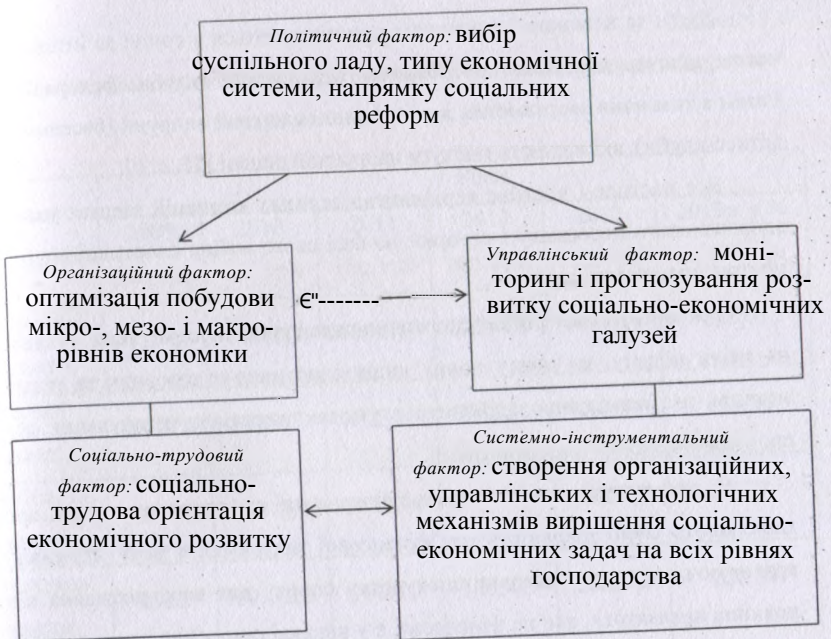 Політичний фактор: вибір
суспільного ладу, типу економічної
системи, напрямку соціальних
реформ
Організаційний фактор:
оптимізація побудови
мікро-, мезо- і макро-
рівнів економіки
Є"-------
Управлінський фактор: моні-
торинг і прогнозування роз-
витку соціально-економічних
галузей
Соціально-трудовий
фактор: соціально-
трудова орієнтація
економічного розвитку
Системно-інструментальний
фактор: створення організаційних,
управлінських і технологічних
механізмів вирішення соціально-
економічних задач на всіх рівнях
господарства